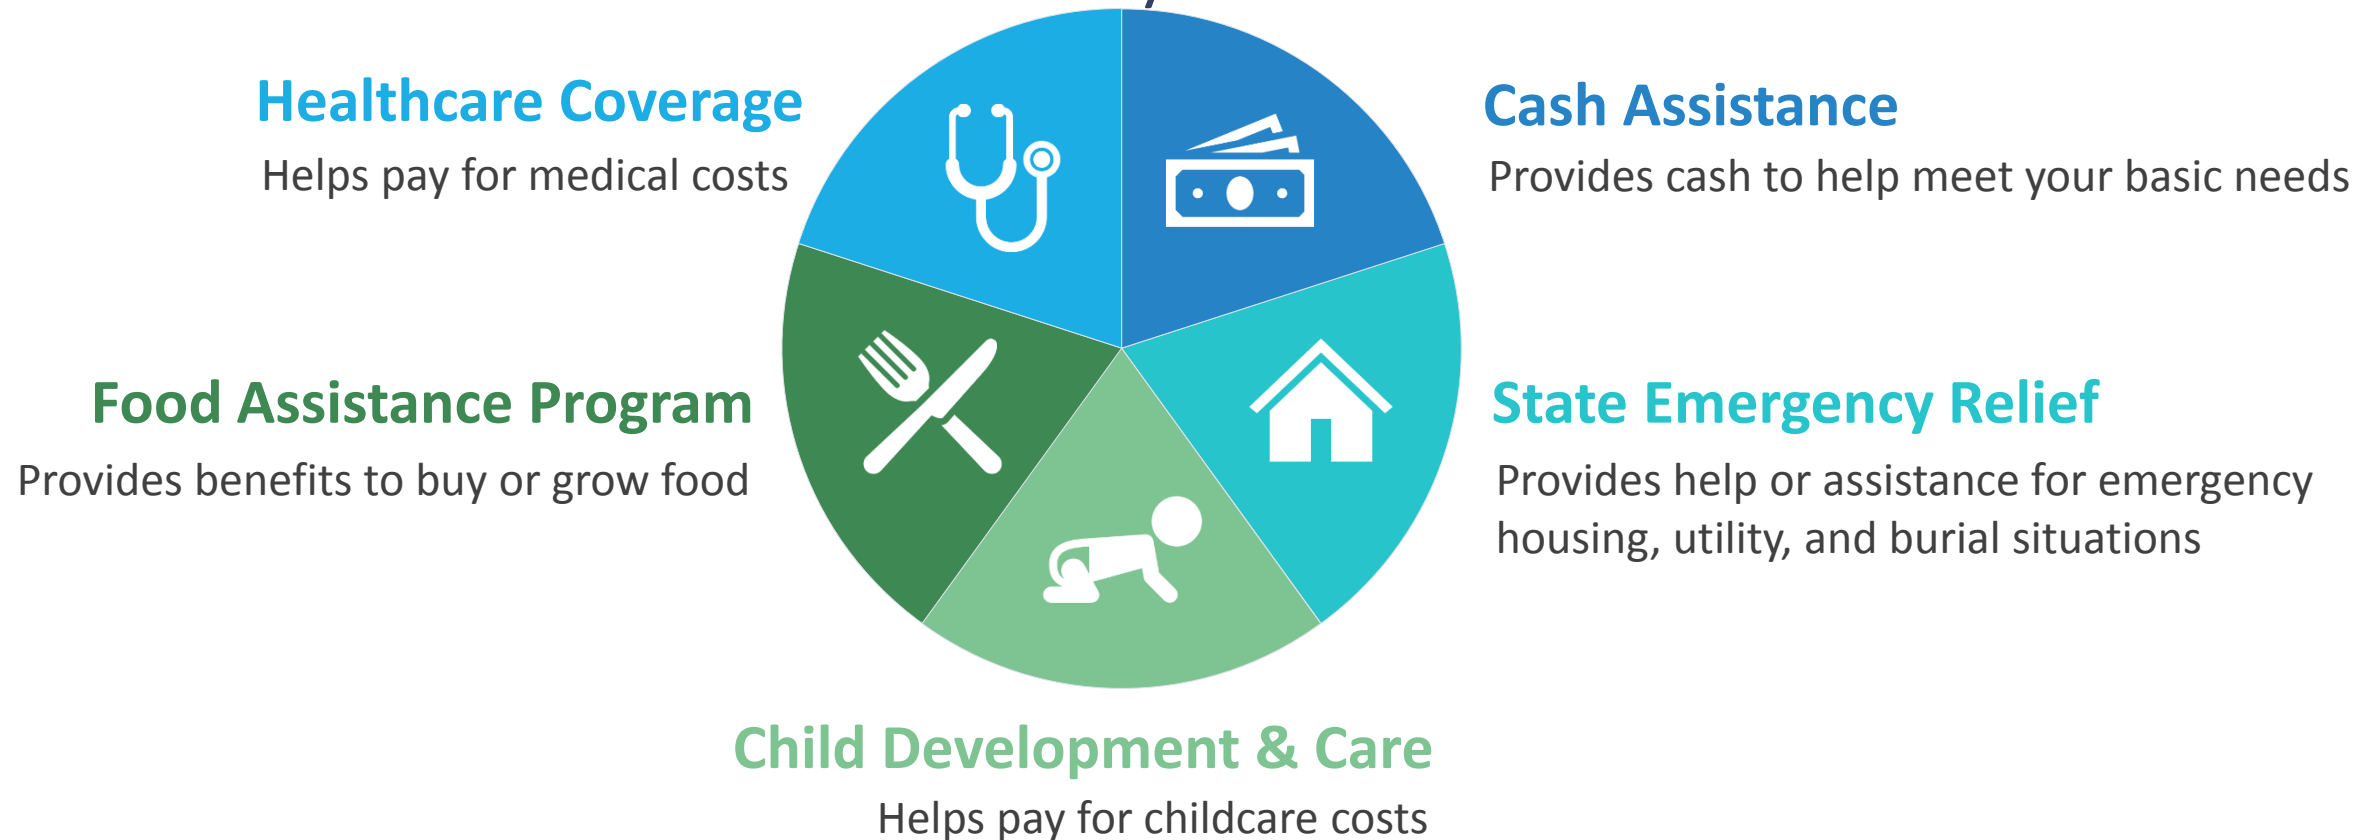 Healthcare Coverage
Helps pay for medical costs
Cash Assistance
Provides cash to help meet your basic needs
Food Assistance Program
Provides benefits to buy or grow food
State Emergency Relief
Provides help or assistance for emergency
housing, utility, and burial situations
Child Development & Care
Helps pay for childcare costs